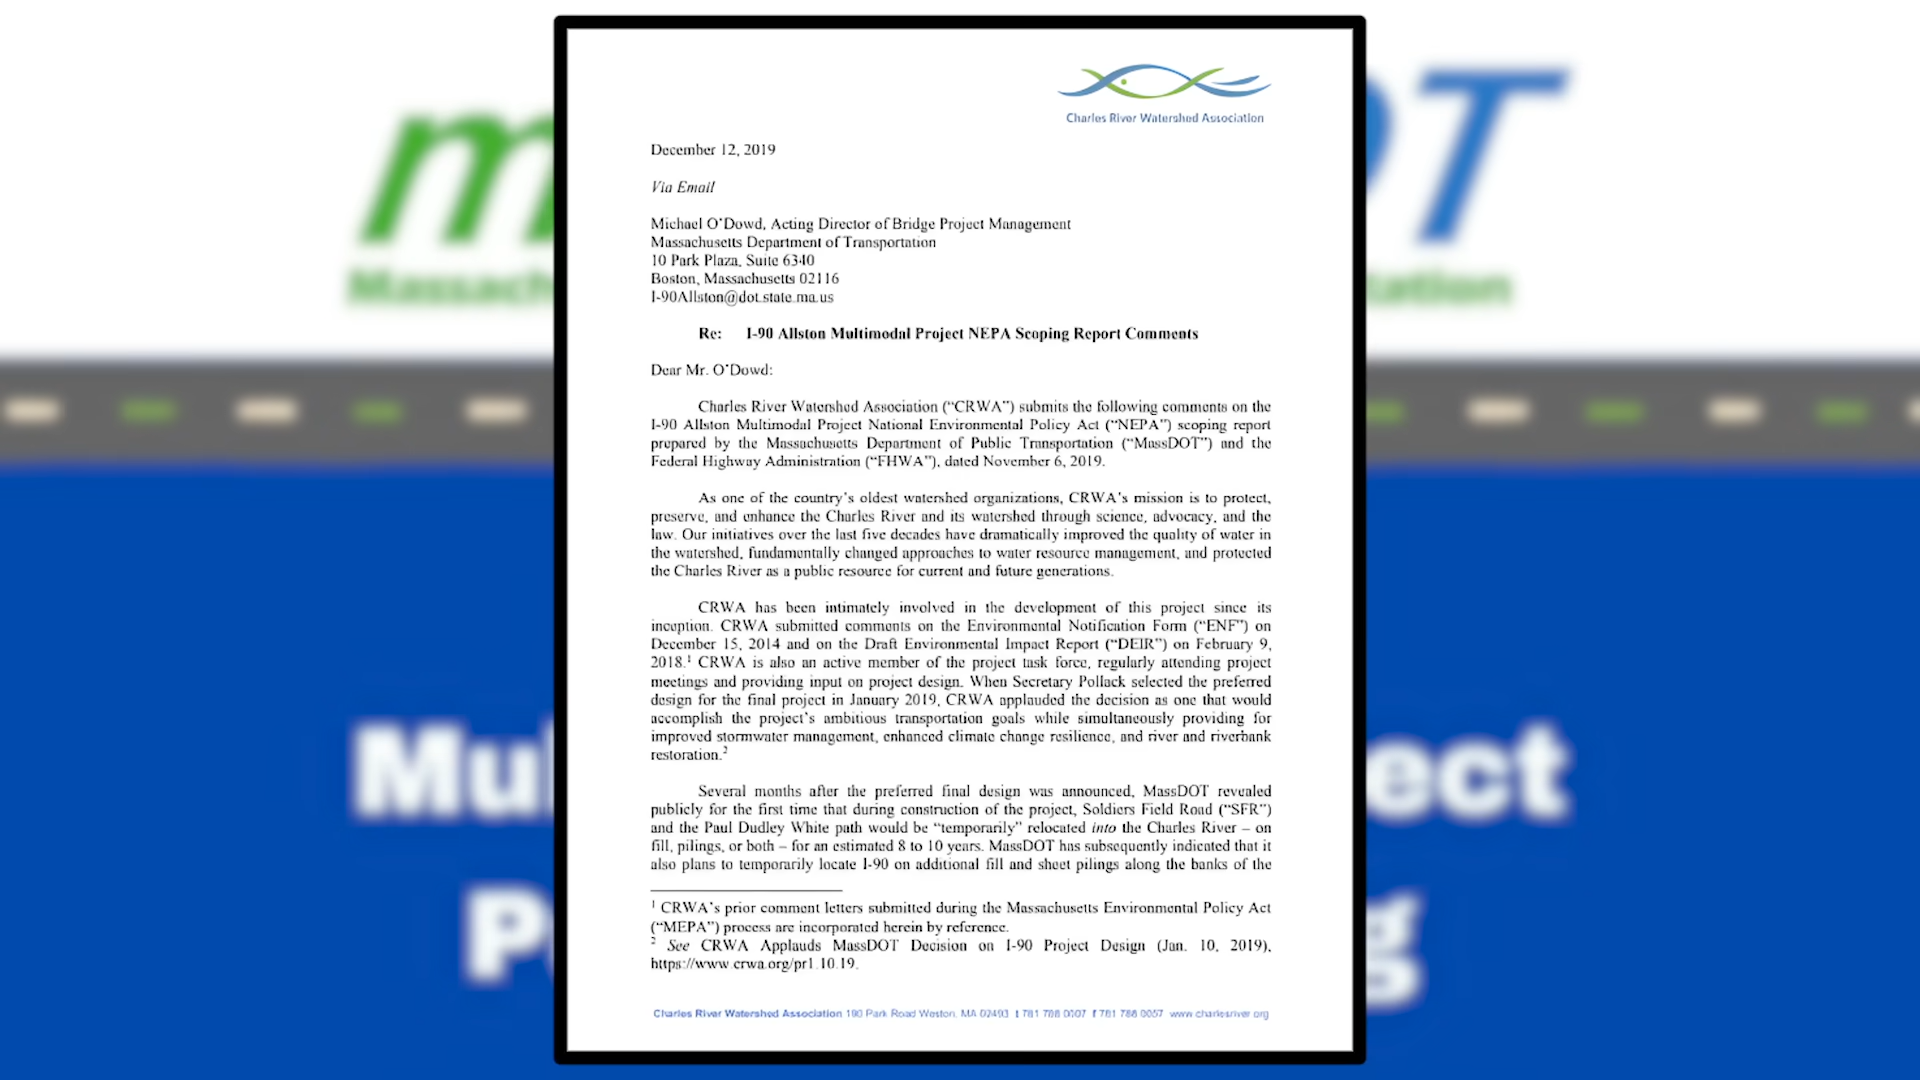 m
DOT
Massach
tation
Mul
ect
P
g
Charles River Watershed Association
December 12, 2019
Via Email
Michael O'Dowd, Acting Director of Bridge Project Management
Massachusetts Department of Transportation
10 Park Plaza, Suite 6340
Boston, Massachusetts 02116
I-90Allston@dot.state.ma.us
Re: I-90 Allston Multimodal Project NEPA Scoping Report Comments
Dear Mr. O'Dowd:
Charles River Watershed Association (“CRWA”) submits the following comments on the
I-90 Allston Multimodal Project National Environmental Policy Act (“NEPA”) scoping report
prepared by the Massachusetts Department of Public Transportation (“MassDOT”) and the
Federal Highway Administration (“FHWA”), dated November 6, 2019.
As one of the country's oldest watershed organizations, CRWA's mission is to protect,
preserve, and enhance the Charles River and its watershed through science, advocacy, and the
law. Our initiatives over the last five decades have dramatically improved the quality of water in
the watershed, fundamentally changed approaches to water resource management, and protected
the Charles River as a public resource for current and future generations.
CRWA has been intimately involved in the development of this project since its
inception. CRWA submitted comments on the Environmental Notification Form (“ENF”) on
December 15, 2014 and on the Draft Environmental Impact Report (“DEIR”) on February 9,
2018.¹ CRWA is also an active member of the project task force, regularly attending project
meetings and providing input on project design. When Secretary Pollack selected the preferred
design for the final project in January 2019, CRWA applauded the decision as one that would
accomplish the project's ambitious transportation goals while simultaneously providing for
improved stormwater management, enhanced climate change resilience, and river and riverbank
restoration.²
Several months after the preferred final design was announced, MassDOT revealed
publicly for the first time that during construction of the project, Soldiers Field Road (“SFR”)
and the Paul Dudley White path would be “temporarily” relocated into the Charles River – on
fill, pilings, or both – for an estimated 8 to 10 years. MassDOT has subsequently indicated that it
also plans to temporarily locate I-90 on additional fill and sheet pilings along the banks of the
¹ CRWA's prior comment letters submitted during the Massachusetts Environmental Policy Act
(“MEPA”) process are incorporated herein by reference.
² See CRWA Applauds MassDOT Decision on I-90 Project Design (Jan. 10, 2019),
https://www.crwa.org/pr1.10.19.
Charles River Watershed Association 190 Park Road Weston, MA 02493 t 781 788 0007 f 781 788 0057 www.charlesriver.org